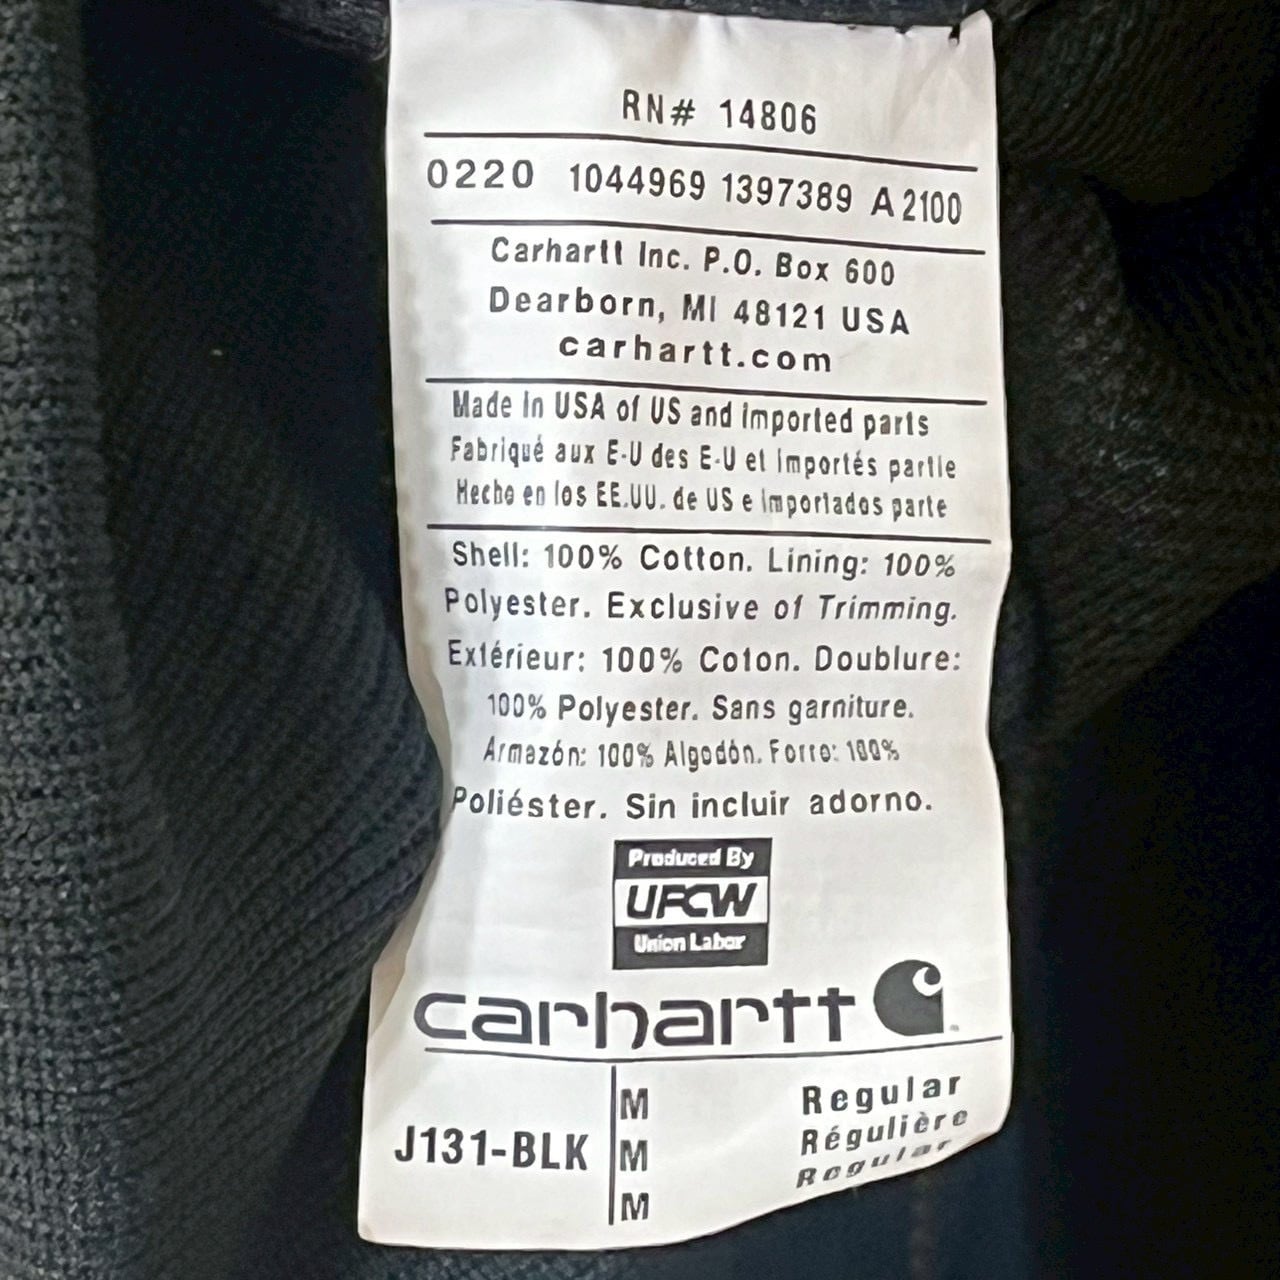 RN# 14806
0220 1044969 1397389 A 2100
Carhartt Inc. P.O. Box 600
Dearborn, MI 48121 USA
carhartt.com
Made in USA of US and imported parts
Fabriqué aux E-U des E-U et importés partie
Hecho en los EE.UU. de US e importados parte
Shell: 100% Cotton. Lining: 100%
Polyester. Exclusive of Trimming.
Extérieur: 100% Coton. Doublure:
100% Polyester. Sans garniture.
Armazón: 100% Algodón. Forro: 100%
Poliéster. Sin incluir adorno.
Produced By
UFCW
Union Labor
carhartt
J131-BLK
M Regular
M Régulière
M Regular